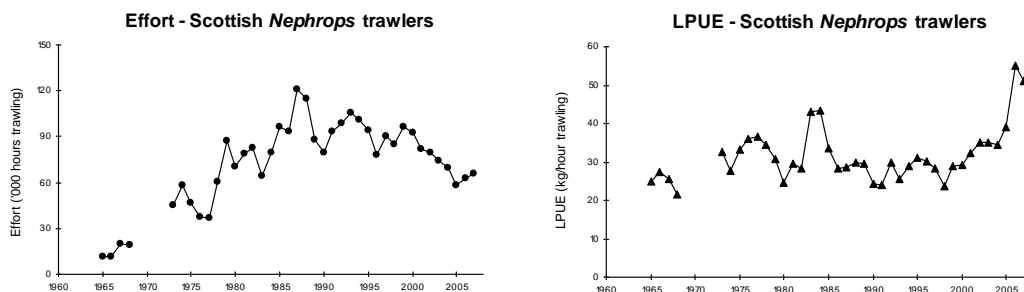 Effort - Scottish Nephrops trawlers
150
120
90
60
30
0
Effort ('000 hours trawling)
1960 1965 1970 1975 1980 1985 1990 1995 2000 2005
LPUE - Scottish Nephrops trawlers
60
50
40
30
20
10
0
LPUE (kg/hour trawling)
1960 1965 1970 1975 1980 1985 1990 1995 2000 2005